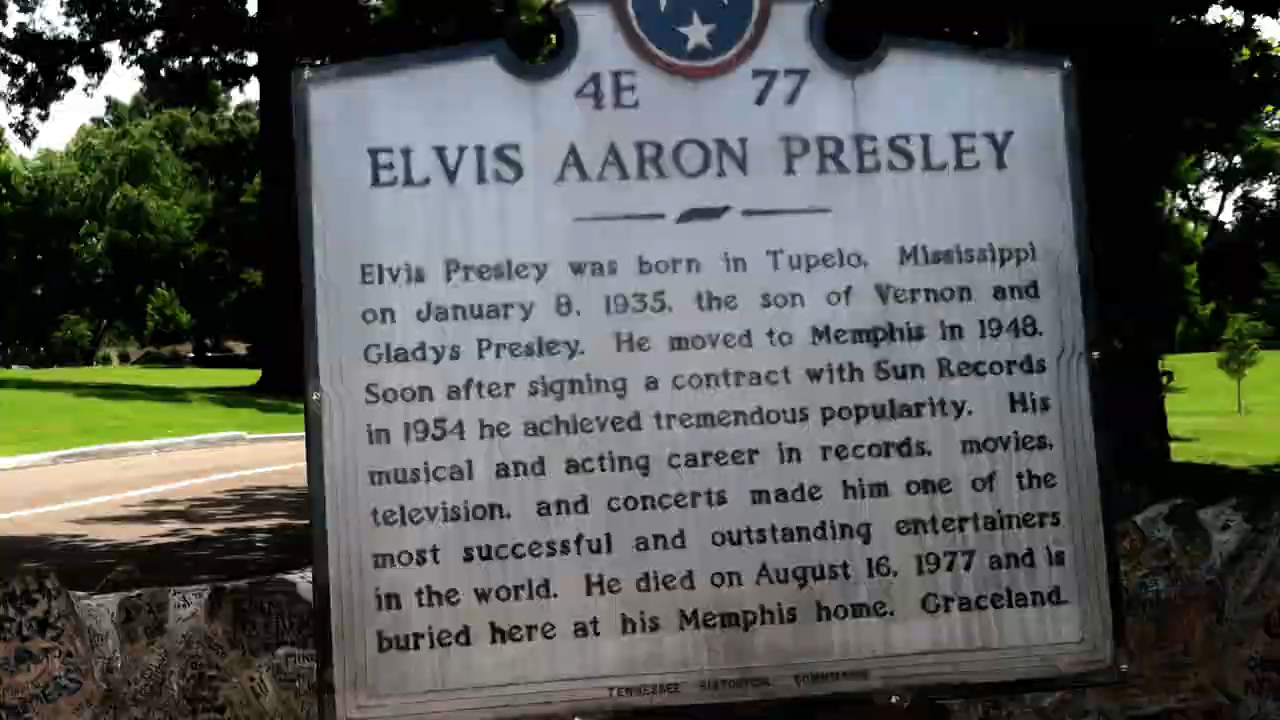 4E 77
ELVIS AARON PRESLEY
Elvis Presley was born in Tupelo, Mississippi
on January 8, 1935, the son of Vernon and
Gladys Presley. He moved to Memphis in 1948.
Soon after signing a contract with Sun Records
in 1954 he achieved tremendous popularity. His
musical and acting career in records, movies,
television, and concerts made him one of the
most successful and outstanding entertainers
in the world. He died on August 16, 1977 and is
buried here at his Memphis home, Graceland.
TENNESSEE HISTORICAL COMMISSION